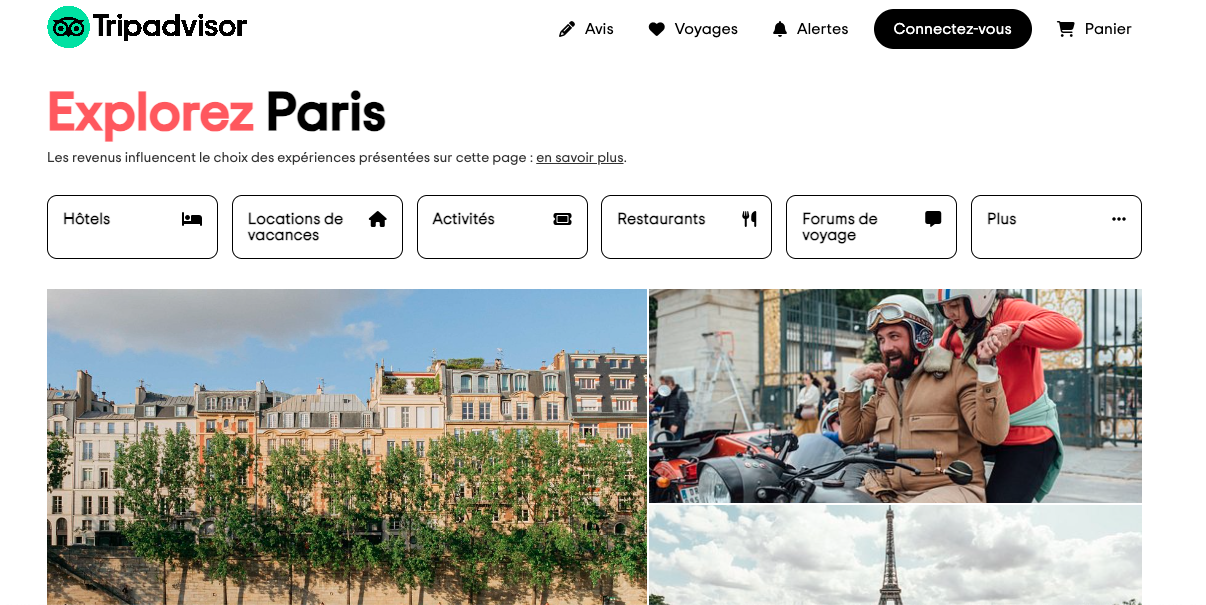 Tripadvisor
Avis
Voyages
Alertes
Connectez-vous
Panier
Explorez Paris
Les revenus influencent le choix des expériences présentées sur cette page : en savoir plus.
Hôtels
Locations de
vacances
Activités
Restaurants
Forums de
voyage
Plus